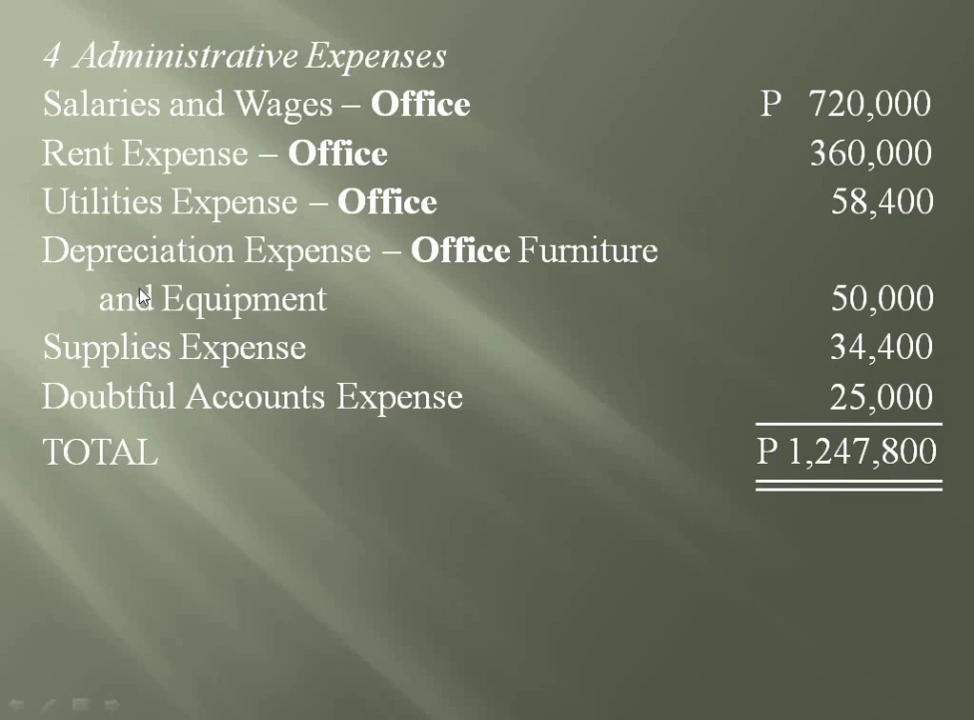 4 Administrative Expenses
Salaries and Wages – Office P 720,000
Rent Expense – Office 360,000
Utilities Expense – Office 58,400
Depreciation Expense – Office Furniture
and Equipment 50,000
Supplies Expense 34,400
Doubtful Accounts Expense 25,000
TOTAL P 1,247,800